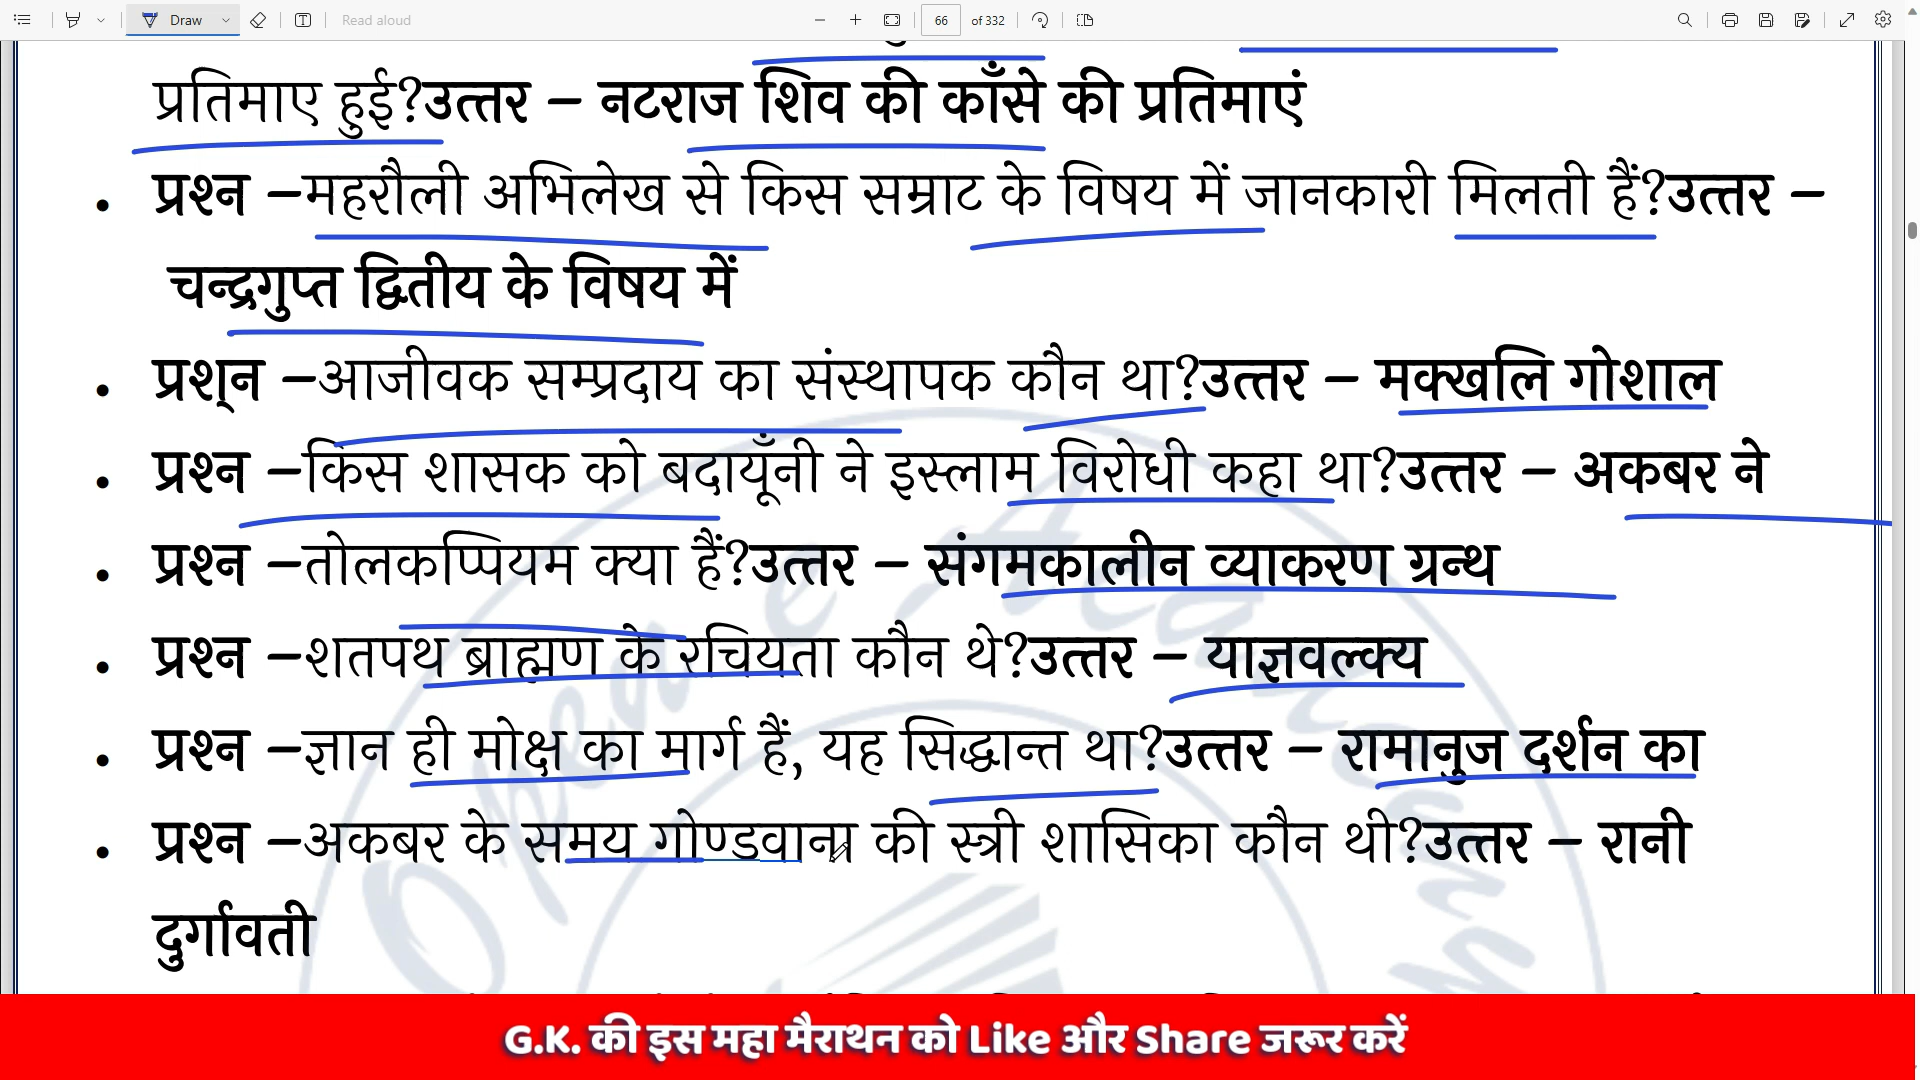 Draw
Read aloud
66 of 332
प्रतिमाए हुई?उत्तर – नटराज शिव की काँसे की प्रतिमाएं
• प्रश्न –महरौली अभिलेख से किस सम्राट के विषय में जानकारी मिलती हैं?उत्तर –
चन्द्रगुप्त द्वितीय के विषय में
• प्रश्‌न –आजीवक सम्प्रदाय का संस्थापक कौन था?उत्तर – मक्खलि गोशाल
• प्रश्न –किस शासक को बदायूँनी ने इस्लाम विरोधी कहा था?उत्तर – अकबर ने
• प्रश्न –तोलकप्पियम क्या हैं?उत्तर – संगमकालीन व्याकरण ग्रन्थ
• प्रश्न –शतपथ ब्राह्मण के रचियता कौन थे?उत्तर – याज्ञवल्क्य
• प्रश्न –ज्ञान ही मोक्ष का मार्ग हैं, यह सिद्धान्त था?उत्तर – रामानुज दर्शन का
• प्रश्न –अकबर के समय गोण्डवाना की स्त्री शासिका कौन थी?उत्तर – रानी
दुर्गावती
G.K. की इस महा मैराथन को Like और Share जरूर करें